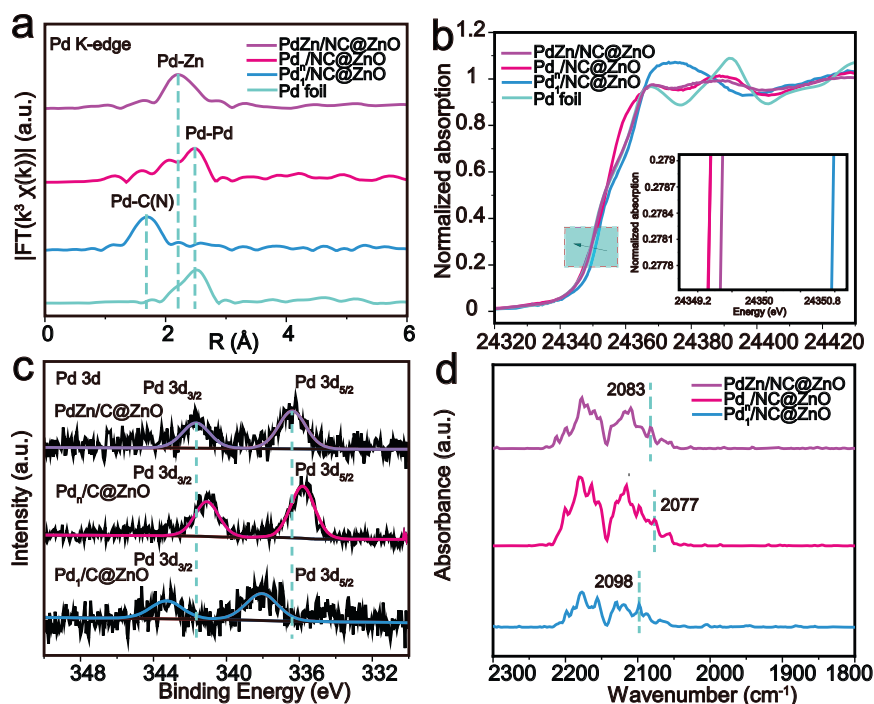 a
Pd K-edge
PdZn/NC@ZnO
Pdn/NC@ZnO
Pd1/NC@ZnO
Pd foil
Pd-Zn
Pd-Pd
Pd-C(N)
|FT(k³ χ(k))| (a.u.)
0 2 4 6
R (Å)
b
PdZn/NC@ZnO
Pdn/NC@ZnO
Pd1/NC@ZnO
Pd foil
Normalized absorption
1.2
1
0.8
0.6
0.4
0.2
0
24320 24340 24360 24380 24400 24420
Normalized absorption
0.279
0.2787
0.2784
0.2781
0.2778
24349.2 24350 24350.8
Energy (eV)
c
Pd 3d
PdZn/C@ZnO
Pd 3d3/2
Pd 3d5/2
Pdn/C@ZnO
Pd 3d3/2
Pd 3d5/2
Pd1/C@ZnO
Pd 3d3/2
Pd 3d5/2
Intensity (a.u.)
348 344 340 336 332
Binding Energy (eV)
d
PdZn/NC@ZnO
Pdn/NC@ZnO
Pd1/NC@ZnO
2083
2077
2098
Absorbance (a.u.)
2300 2200 2100 2000 1900 1800
Wavenumber (cm⁻¹)